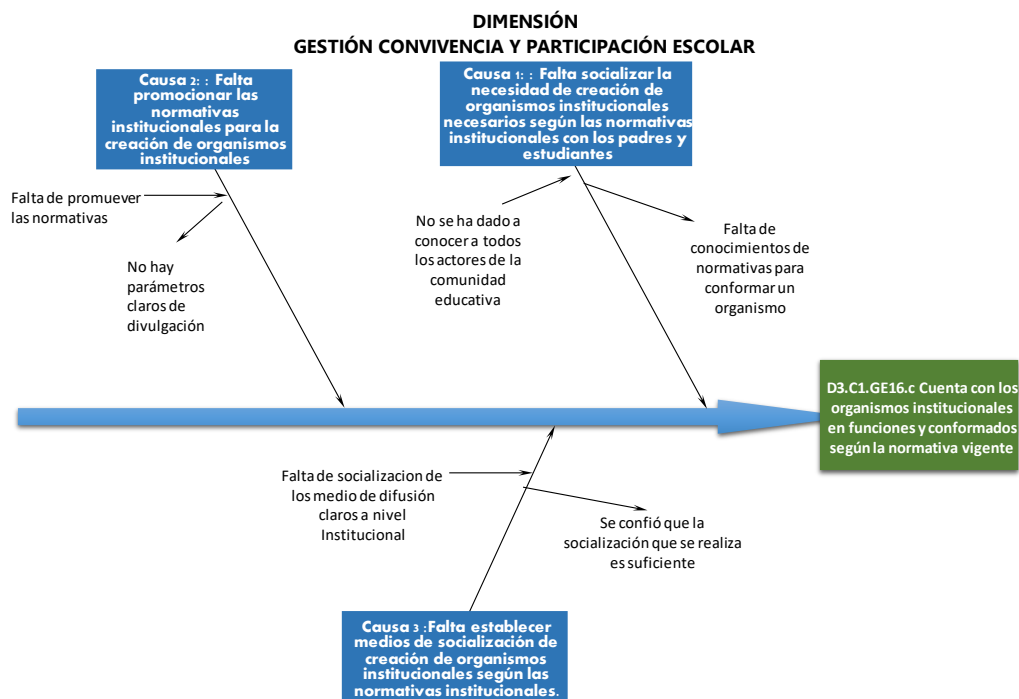 DIMENSIÓN
GESTIÓN CONVIVENCIA Y PARTICIPACIÓN ESCOLAR
Causa 2: : Falta
promocionar las
normativas
institucionales para la
creación de organismos
institucionales
Causa 1: : Falta socializar la
necesidad de creación de
organismos institucionales
necesarios según las normativas
institucionales con los padres y
estudiantes
Falta de promuever
las normativas
No hay
parámetros
claros de
divulgación
No se ha dado a
conocer a todos
los actores de la
comunidad
educativa
Falta de
conocimientos de
normativas para
conformar un
organismo
D3.C1.GE16.c Cuenta con los
organismos institucionales
en funciones y conformados
según la normativa vigente
Falta de socializacion de
los medio de difusión
claros a nivel
Institucional
Se confió que la
socialización que se realiza
es suficiente
Causa 3 :Falta establecer
medios de socialización de
creación de organismos
institucionales según las
normativas institucionales.